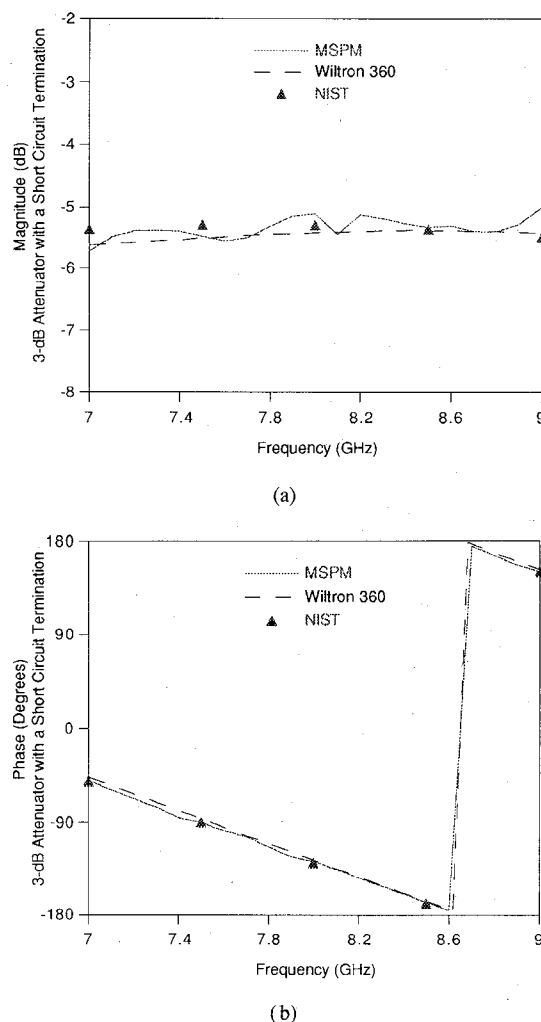 -2
-3
-4
-5
-6
-7
-8
Magnitude (dB)
3-dB Attenuator with a Short Circuit Termination
MSPM
Wiltron 360
NIST
7
7.4
7.8
8.2
8.6
9
Frequency (GHz)
(a)
180
90
0
-90
-180
Phase (Degrees)
3-dB Attenuator with a Short Circuit Termination
MSPM
Wiltron 360
NIST
7
7.4
7.8
8.2
8.6
9
Frequency (GHz)
(b)